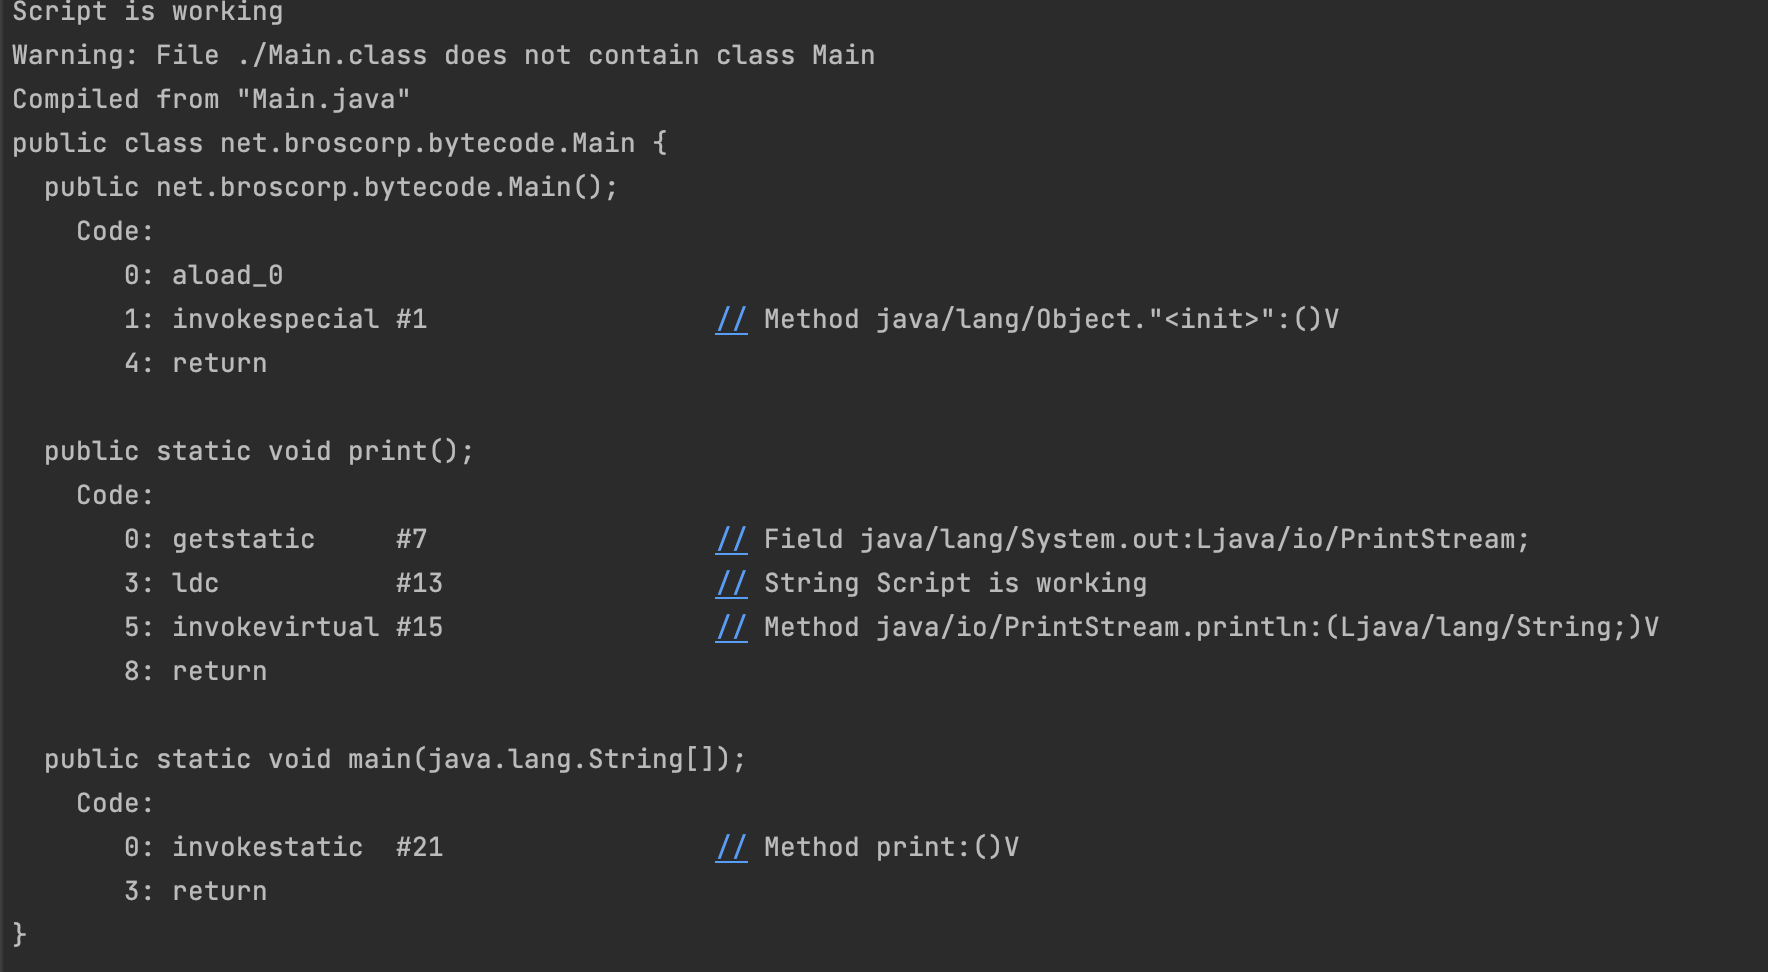 Script is working
Warning: File ./Main.class does not contain class Main
Compiled from "Main.java"
public class net.broscorp.bytecode.Main {
  public net.broscorp.bytecode.Main();
    Code:
       0: aload_0
       1: invokespecial #1                  // Method java/lang/Object."<init>":()V
       4: return

  public static void print();
    Code:
       0: getstatic     #7                  // Field java/lang/System.out:Ljava/io/PrintStream;
       3: ldc           #13                 // String Script is working
       5: invokevirtual #15                 // Method java/io/PrintStream.println:(Ljava/lang/String;)V
       8: return

  public static void main(java.lang.String[]);
    Code:
       0: invokestatic  #21                 // Method print:()V
       3: return
}